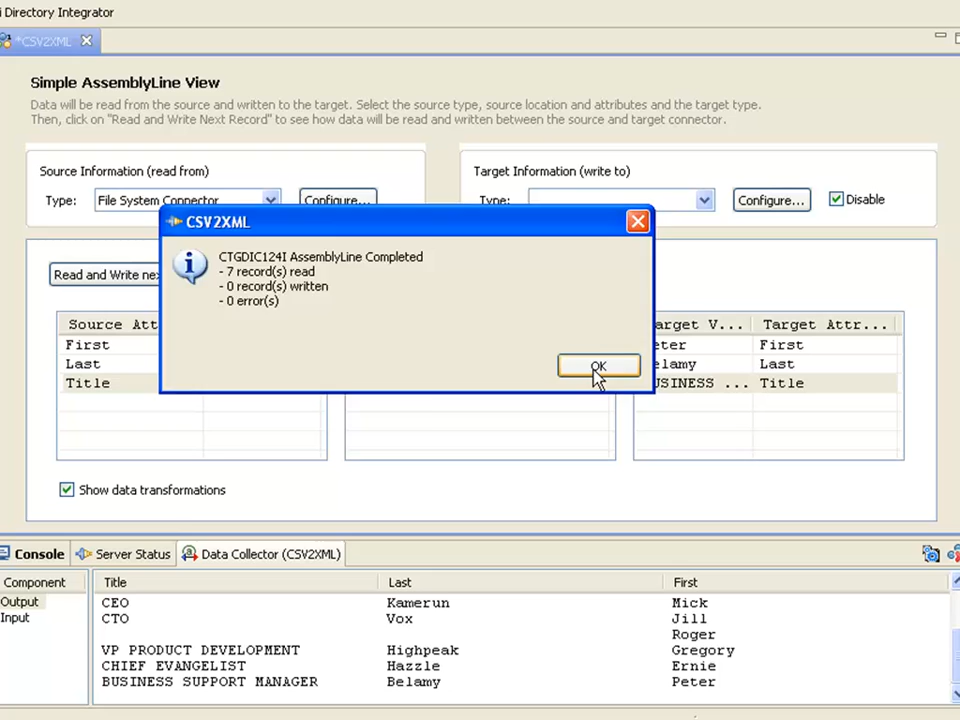 i Directory Integrator
*CSV2XML
Simple AssemblyLine View
Data will be read from the source and written to the target. Select the source type, source location and attributes and the target type.
Then, click on "Read and Write Next Record" to see how data will be read and written between the source and target connector.
Source Information (read from)
Target Information (write to)
Type: File System Connector Configure...
Type: Configure... Disable
CSV2XML
CTGDIC124I AssemblyLine Completed
- 7 record(s) read
- 0 record(s) written
- 0 error(s)
OK
Read and Write nex
Source Att
arget V... Target Attr...
First
eter First
Last
elamy Last
Title
USINESS ... Title
Show data transformations
Console Server Status Data Collector (CSV2XML)
Component Title Last First
Output
Input
CEO Kamerun Mick
CTO Vox Jill
Roger
VP PRODUCT DEVELOPMENT Highpeak Gregory
CHIEF EVANGELIST Hazzle Ernie
BUSINESS SUPPORT MANAGER Belamy Peter